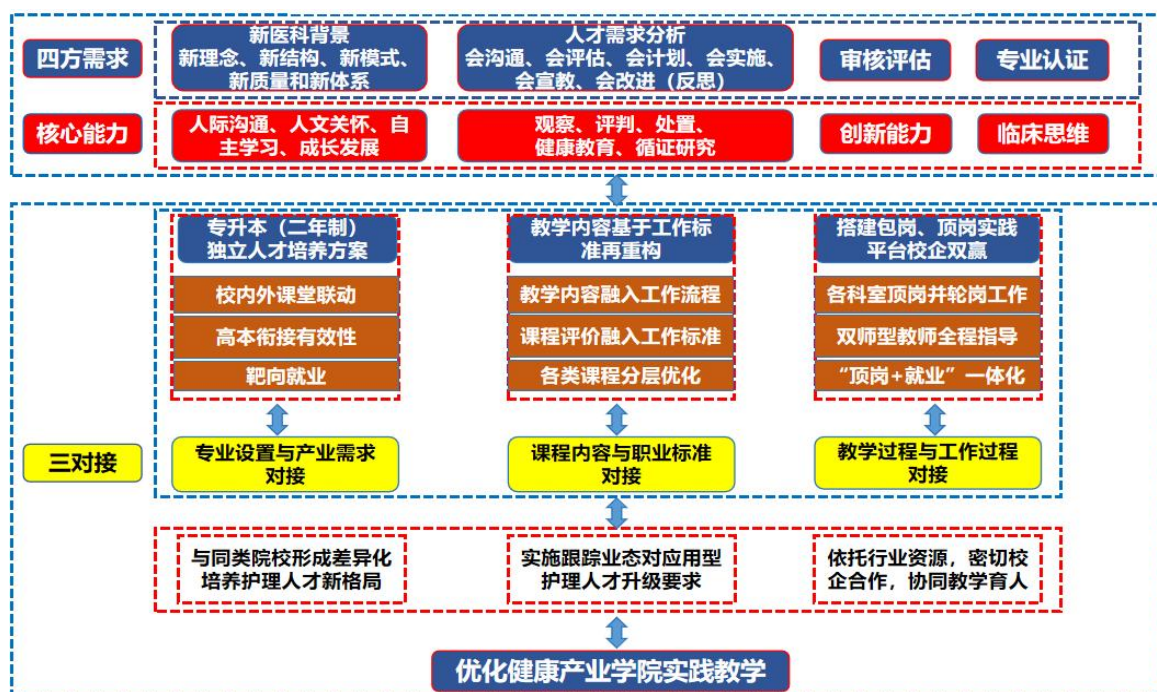 四方需求
新医科背景
新理念、新结构、新模式、
新质量和新体系
人才需求分析
会沟通、会评估、会计划、会实施、
会宣教、会改进（反思）
审核评估
专业认证
核心能力
人际沟通、人文关怀、自
主学习、成长发展
观察、评判、处置、
健康教育、循证研究
创新能力
临床思维
专升本（二年制）
独立人才培养方案
教学内容基于工作标
准再重构
搭建包岗、顶岗实践
平台校企双赢
校内外课堂联动
教学内容融入工作流程
各科室顶岗并轮岗工作
高本衔接有效性
课程评价融入工作标准
双师型教师全程指导
靶向就业
各类课程分层优化
“顶岗+就业”一体化
三对接
专业设置与产业需求
对接
课程内容与职业标准
对接
教学过程与工作过程
对接
与同类院校形成差异化
培养护理人才新格局
实施跟踪业态对应用型
护理人才升级要求
依托行业资源，密切校
企合作，协同教学育人
优化健康产业学院实践教学